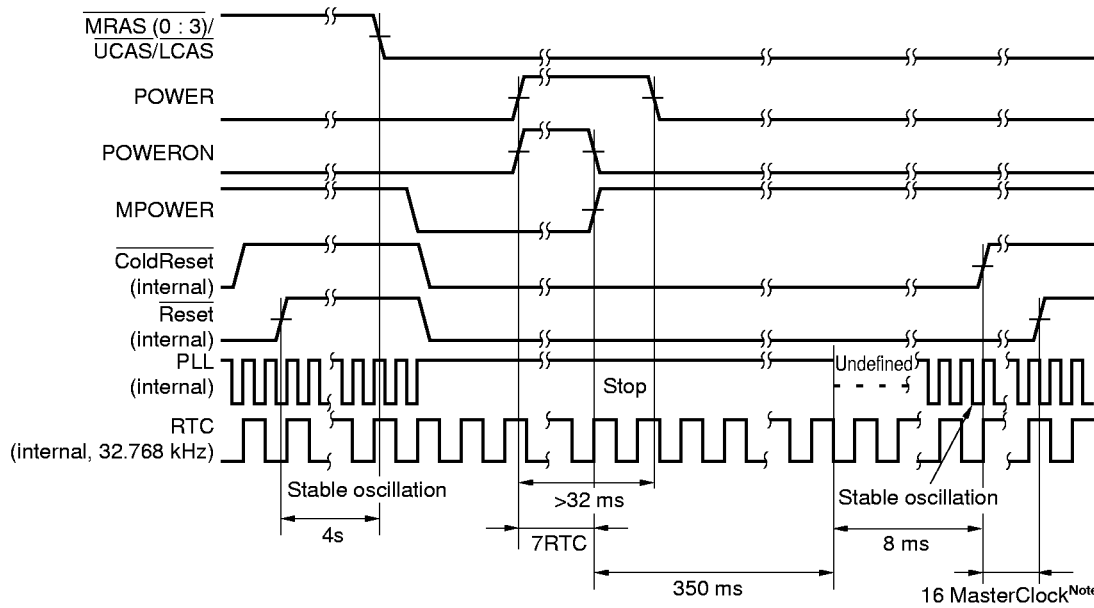 MRAS (0 : 3)/
UCAS/LCAS
POWER
POWERON
MPOWER
ColdReset
(internal)
Reset
(internal)
PLL
(internal)
Undefined
Stop
RTC
(internal, 32.768 kHz)
Stable oscillation
>32 ms
Stable oscillation
4s
7RTC
8 ms
350 ms
16 MasterClockNote